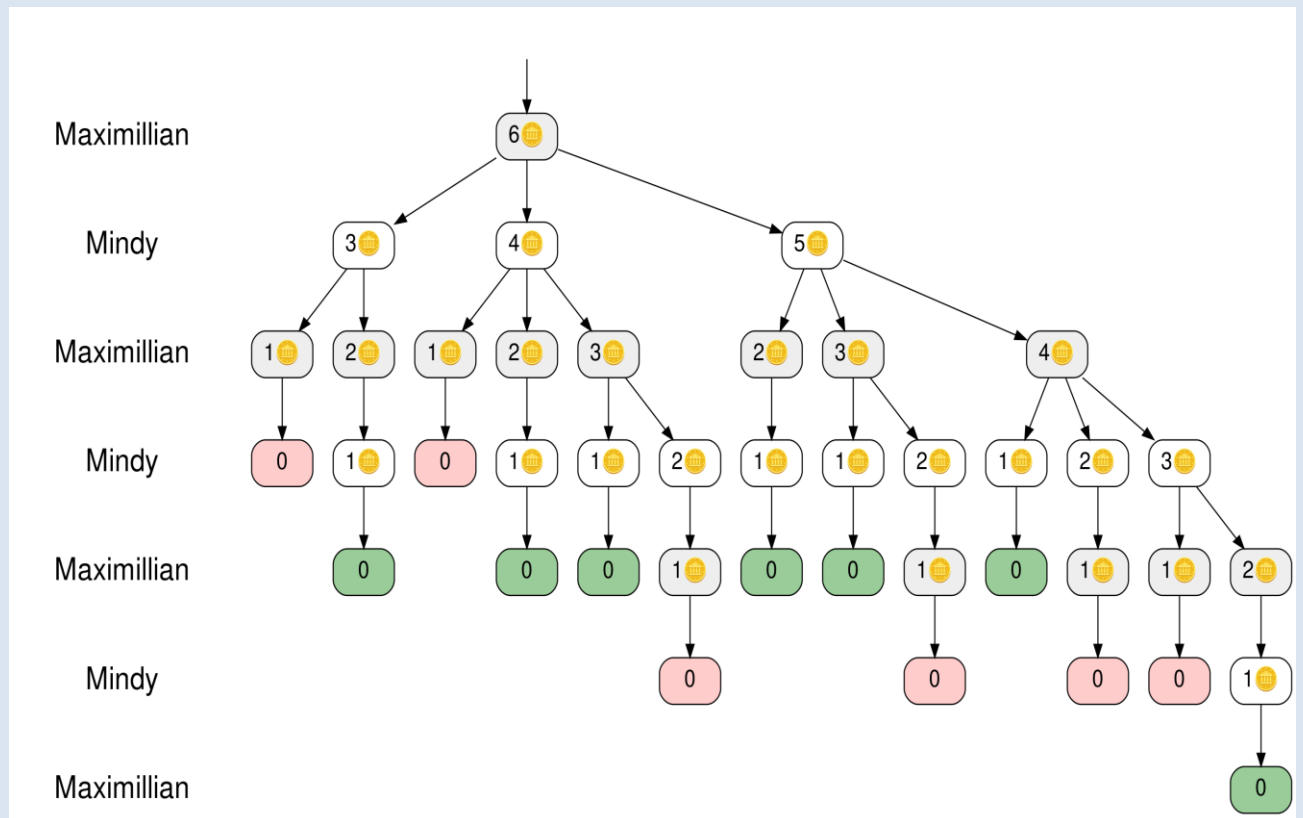 Maximillian 6
Mindy 3 4 5
Maximillian 1 2 1 2 3 2 3 4
Mindy 0 1 0 1 1 2 1 1 2 1 2 3
Maximillian 0 0 0 1 0 0 1 0 1 1 2
Mindy 0 0 0 0 1
Maximillian 0